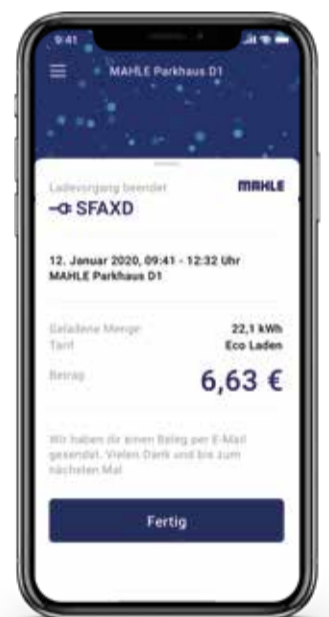 9:41
MAHLE Parkhaus D1
Ladevorgang beendet
MAHLE
SFAXD
12. Januar 2020, 09:41 - 12:32 Uhr
MAHLE Parkhaus D1
Geladene Menge 22,1 kWh
Tarif Eco Laden
Betrag 6,63 €
Wir haben dir einen Beleg per E-Mail
gesendet. Vielen Dank und bis zum
nächsten Mal
Fertig